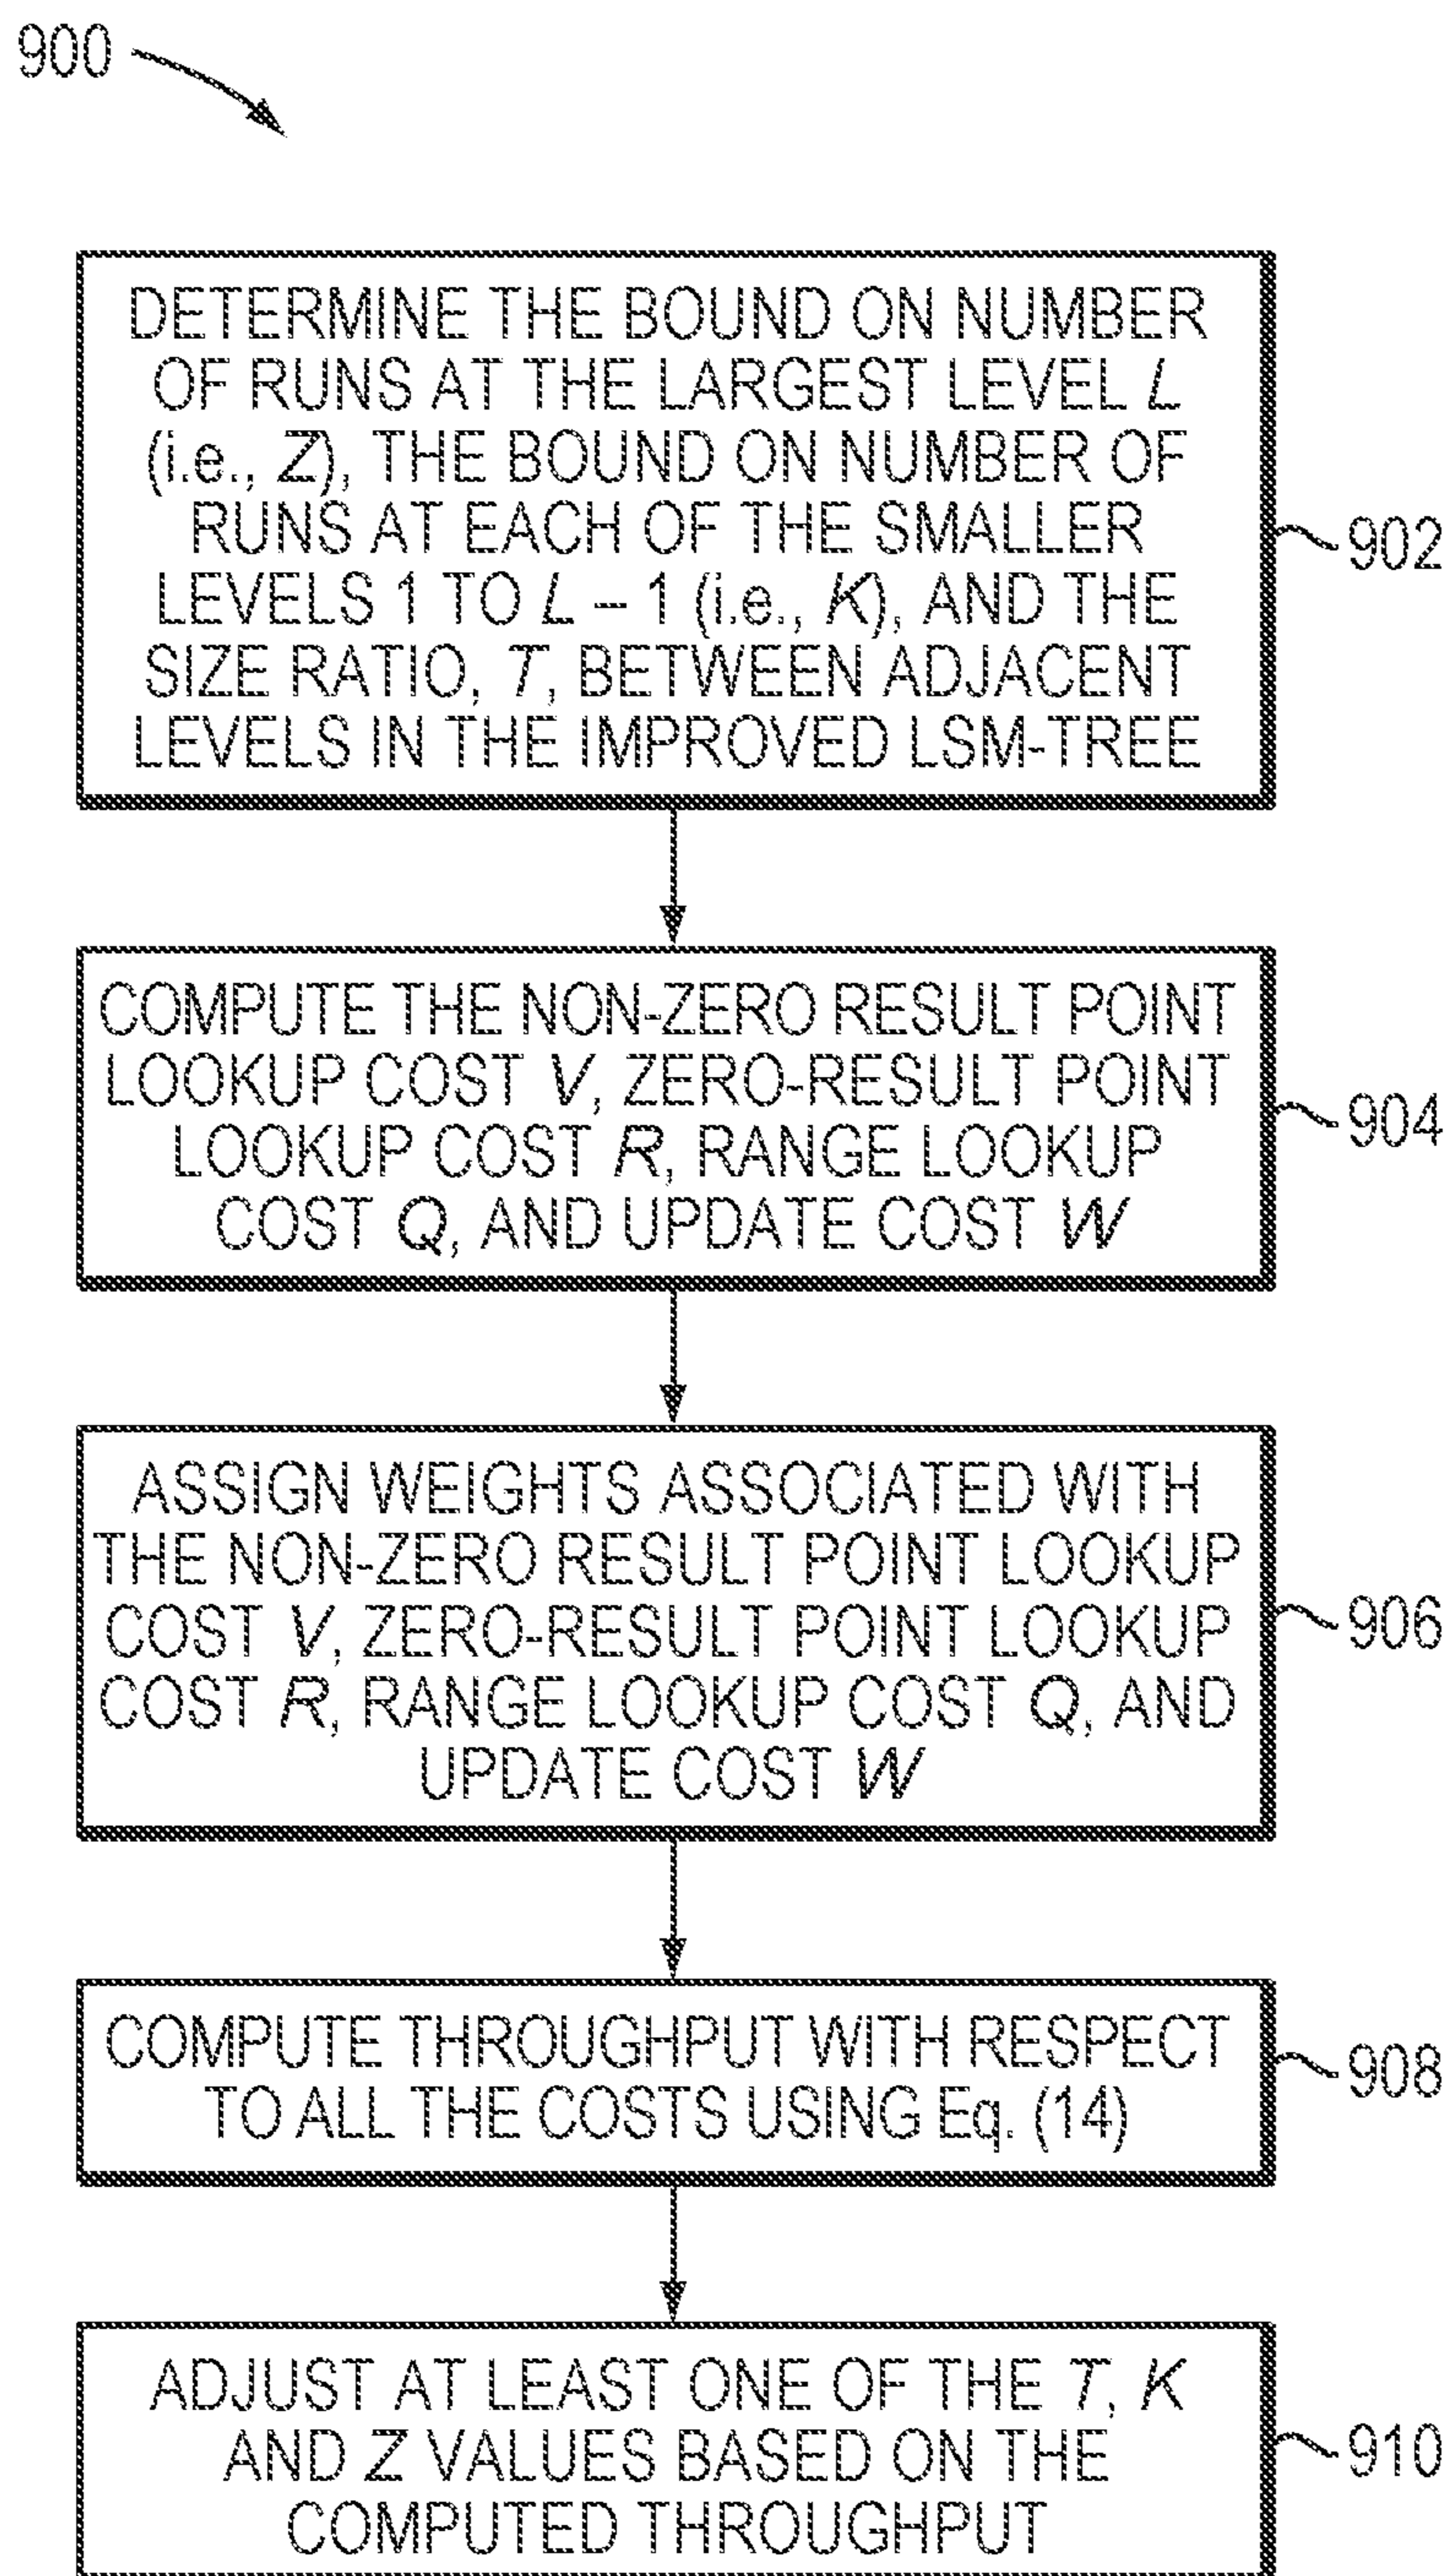 900
DETERMINE THE BOUND ON NUMBER
OF RUNS AT THE LARGEST LEVEL L
(i.e., Z), THE BOUND ON NUMBER OF
RUNS AT EACH OF THE SMALLER
LEVELS 1 TO L – 1 (i.e., K), AND THE
SIZE RATIO, T, BETWEEN ADJACENT
LEVELS IN THE IMPROVED LSM-TREE
902
COMPUTE THE NON-ZERO RESULT POINT
LOOKUP COST V, ZERO-RESULT POINT
LOOKUP COST R, RANGE LOOKUP
COST Q, AND UPDATE COST W
904
ASSIGN WEIGHTS ASSOCIATED WITH
THE NON-ZERO RESULT POINT LOOKUP
COST V, ZERO-RESULT POINT LOOKUP
COST R, RANGE LOOKUP COST Q, AND
UPDATE COST W
906
COMPUTE THROUGHPUT WITH RESPECT
TO ALL THE COSTS USING Eq. (14)
908
ADJUST AT LEAST ONE OF THE T, K
AND Z VALUES BASED ON THE
COMPUTED THROUGHPUT
910